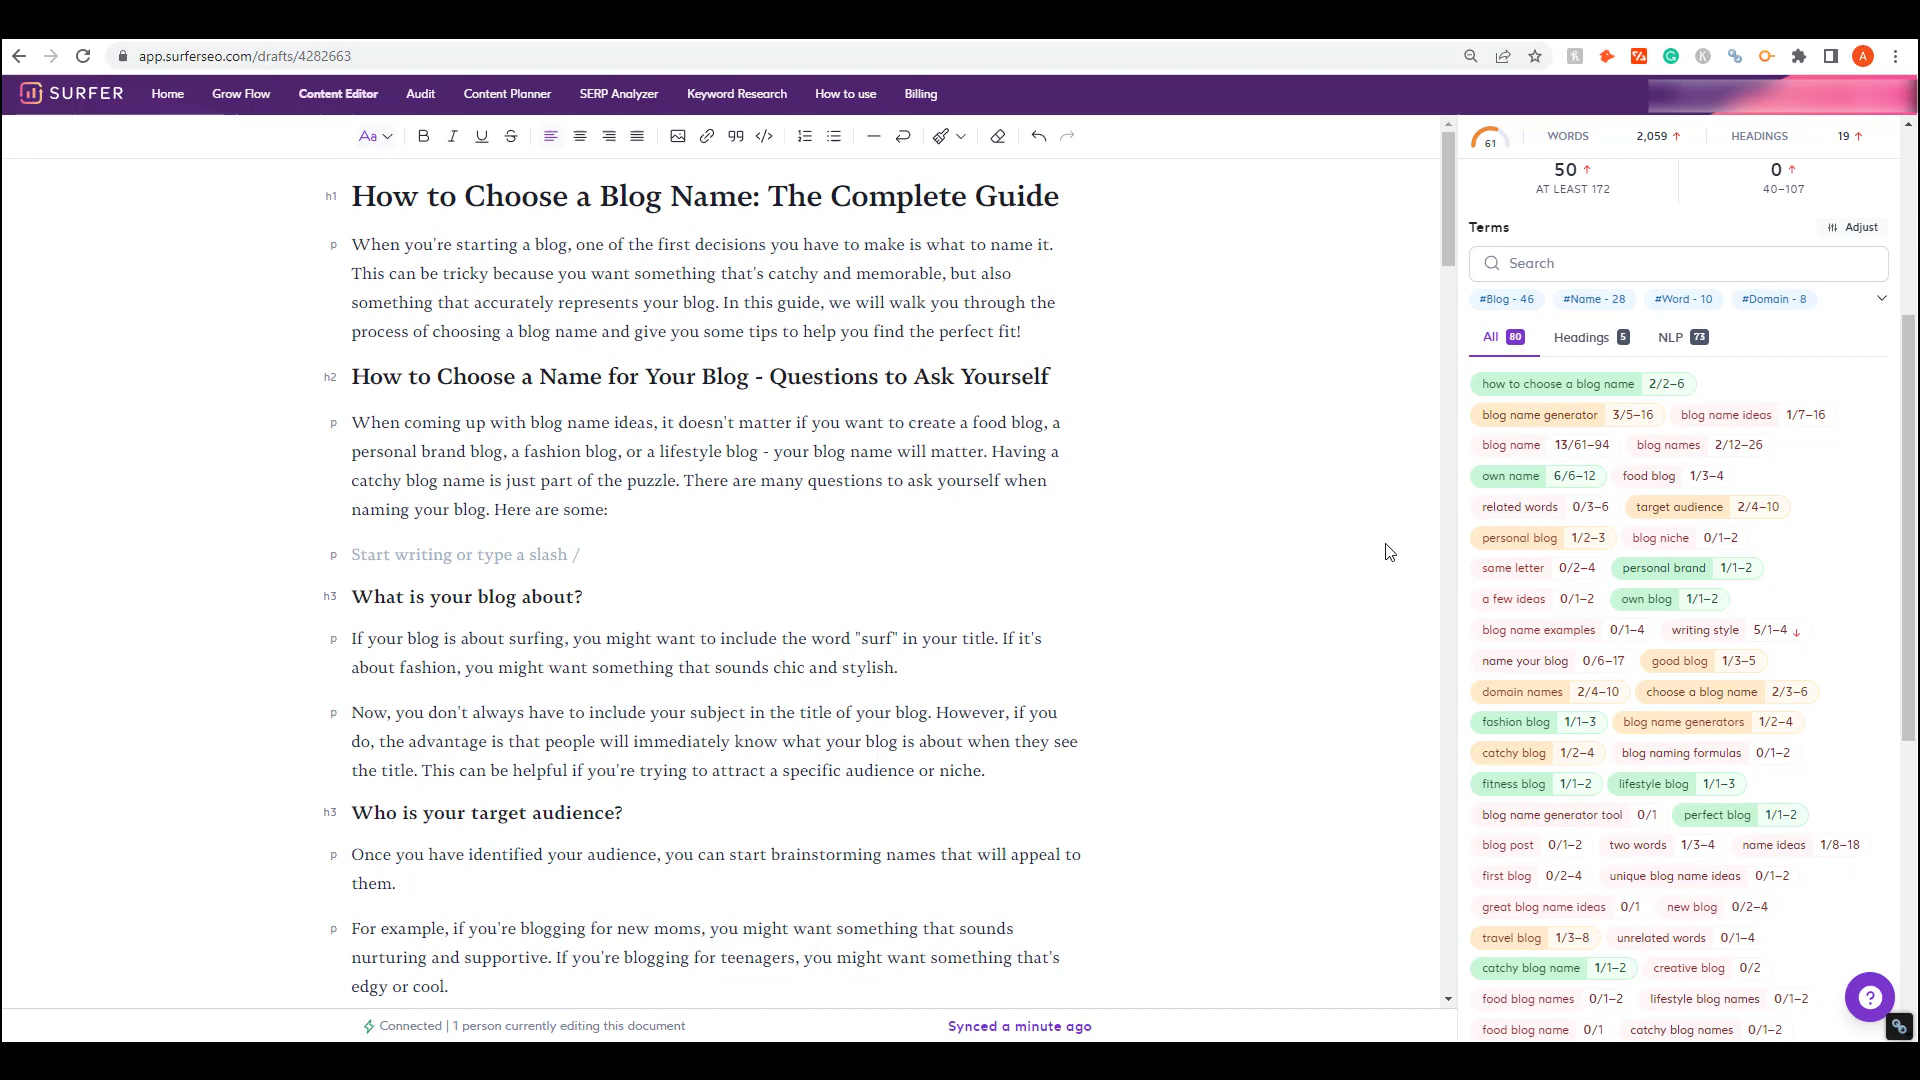 app.surferseo.com/drafts/4282663
A
SURFER
Home
Grow Flow
Content Editor
Audit
Content Planner
SERP Analyzer
Keyword Research
How to use
Billing
Aa
B I U S
h1 How to Choose a Blog Name: The Complete Guide
p When you're starting a blog, one of the first decisions you have to make is what to name it.
This can be tricky because you want something that's catchy and memorable, but also
something that accurately represents your blog. In this guide, we will walk you through the
process of choosing a blog name and give you some tips to help you find the perfect fit!
h2 How to Choose a Name for Your Blog - Questions to Ask Yourself
p When coming up with blog name ideas, it doesn't matter if you want to create a food blog, a
personal brand blog, a fashion blog, or a lifestyle blog - your blog name will matter. Having a
catchy blog name is just part of the puzzle. There are many questions to ask yourself when
naming your blog. Here are some:
p Start writing or type a slash /
h3 What is your blog about?
p If your blog is about surfing, you might want to include the word "surf" in your title. If it's
about fashion, you might want something that sounds chic and stylish.
p Now, you don't always have to include your subject in the title of your blog. However, if you
do, the advantage is that people will immediately know what your blog is about when they see
the title. This can be helpful if you're trying to attract a specific audience or niche.
h3 Who is your target audience?
p Once you have identified your audience, you can start brainstorming names that will appeal to
them.
p For example, if you're blogging for new moms, you might want something that sounds
nurturing and supportive. If you're blogging for teenagers, you might want something that's
edgy or cool.
Connected | 1 person currently editing this document
Synced a minute ago
61
WORDS 2,059 ↑
HEADINGS 19 ↑
50 ↑
AT LEAST 172
0 ↑
40–107
Terms
Adjust
Search
#Blog - 46 #Name - 28 #Word - 10 #Domain - 8
All 80 Headings 5 NLP 73
how to choose a blog name 2/2–6
blog name generator 3/5–16 blog name ideas 1/7–16
blog name 13/61–94 blog names 2/12–26
own name 6/6–12 food blog 1/3–4
related words 0/3–6 target audience 2/4–10
personal blog 1/2–3 blog niche 0/1–2
same letter 0/2–4 personal brand 1/1–2
a few ideas 0/1–2 own blog 1/1–2
blog name examples 0/1–4 writing style 5/1–4 ↓
name your blog 0/6–17 good blog 1/3–5
domain names 2/4–10 choose a blog name 2/3–6
fashion blog 1/1–3 blog name generators 1/2–4
catchy blog 1/2–4 blog naming formulas 0/1–2
fitness blog 1/1–2 lifestyle blog 1/1–3
blog name generator tool 0/1 perfect blog 1/1–2
blog post 0/1–2 two words 1/3–4 name ideas 1/8–18
first blog 0/2–4 unique blog name ideas 0/1–2
great blog name ideas 0/1 new blog 0/2–4
travel blog 1/3–8 unrelated words 0/1–4
catchy blog name 1/1–2 creative blog 0/2
food blog names 0/1–2 lifestyle blog names 0/1–2
food blog name 0/1 catchy blog names 0/1–2
?